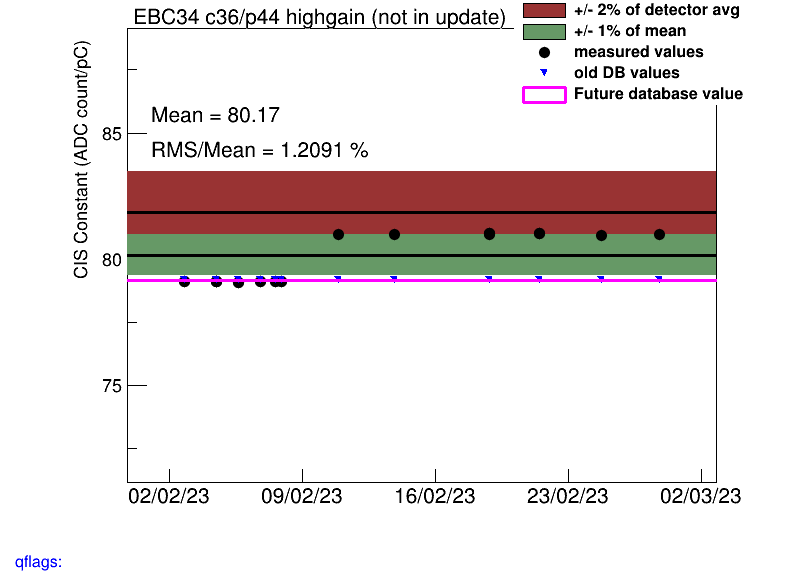 EBC34 c36/p44 highgain (not in update)
+/- 2% of detector avg
+/- 1% of mean
measured values
old DB values
Future database value
CIS Constant (ADC count/pC)
Mean = 80.17
RMS/Mean = 1.2091 %
85
80
75
02/02/23 09/02/23 16/02/23 23/02/23 02/03/23
qflags: